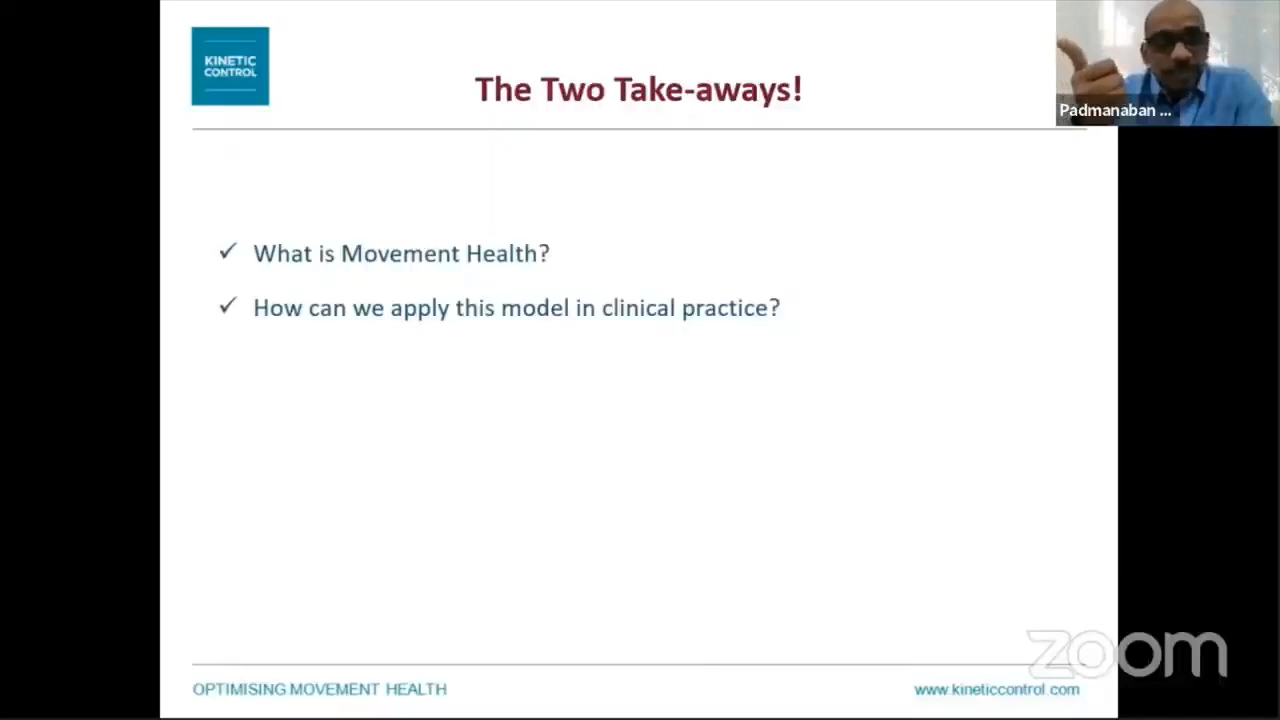 KINETIC
CONTROL
The Two Take-aways!
Padmanaban ...
✓ What is Movement Health?
✓ How can we apply this model in clinical practice?
zoom
OPTIMISING MOVEMENT HEALTH
www.kineticcontrol.com